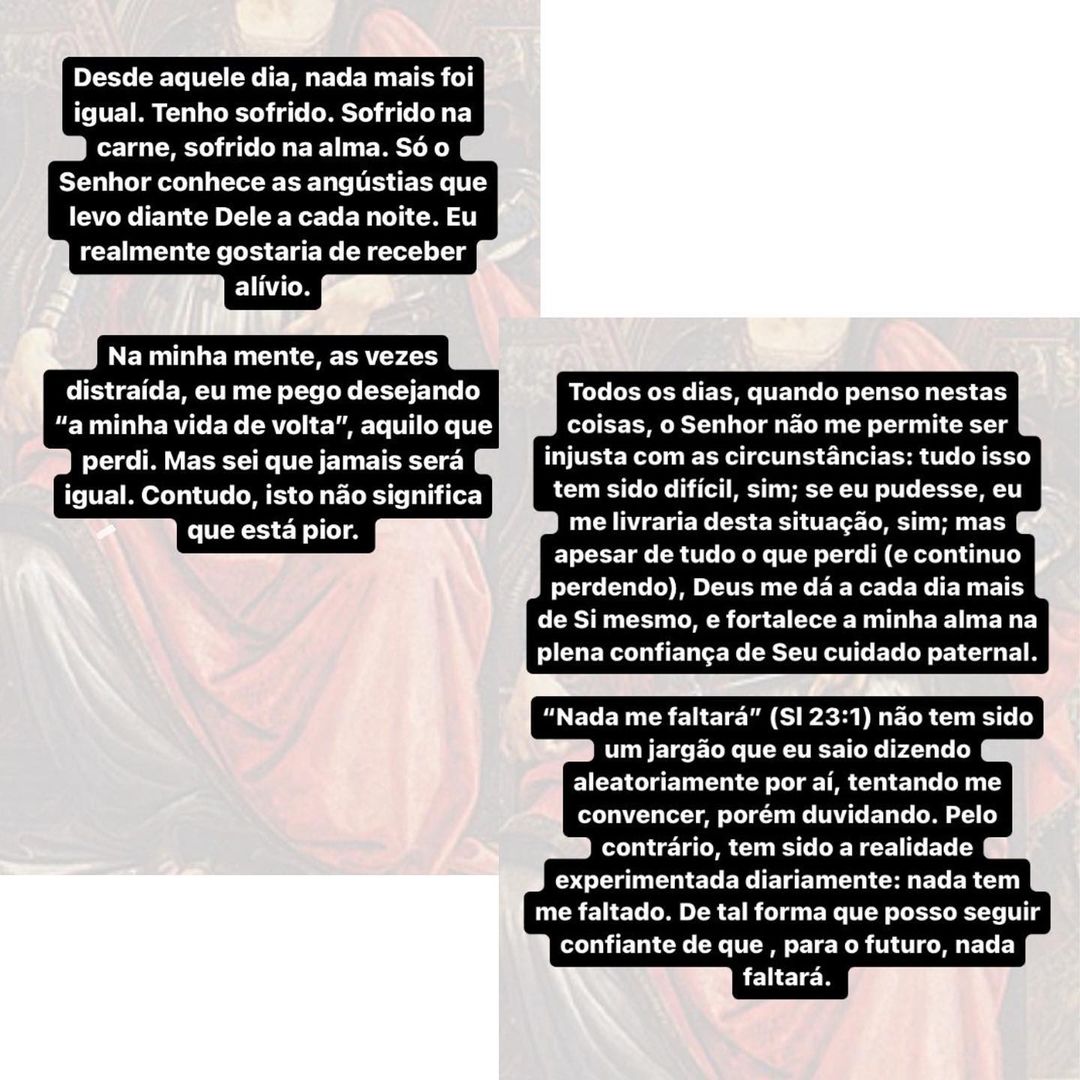 Desde aquele dia, nada mais foi
igual. Tenho sofrido. Sofrido na
carne, sofrido na alma. Só o
Senhor conhece as angústias que
levo diante Dele a cada noite. Eu
realmente gostaria de receber
alívio.
Na minha mente, as vezes
distraída, eu me pego desejando
“a minha vida de volta”, aquilo que
perdi. Mas sei que jamais será
igual. Contudo, isto não significa
que está pior.
Todos os dias, quando penso nestas
coisas, o Senhor não me permite ser
injusta com as circunstâncias: tudo isso
tem sido difícil, sim; se eu pudesse, eu
me livraria desta situação, sim; mas
apesar de tudo o que perdi (e continuo
perdendo), Deus me dá a cada dia mais
de Si mesmo, e fortalece a minha alma na
plena confiança de Seu cuidado paternal.
“Nada me faltará” (Sl 23:1) não tem sido
um jargão que eu saio dizendo
aleatoriamente por aí, tentando me
convencer, porém duvidando. Pelo
contrário, tem sido a realidade
experimentada diariamente: nada tem
me faltado. De tal forma que posso seguir
confiante de que , para o futuro, nada
faltará.